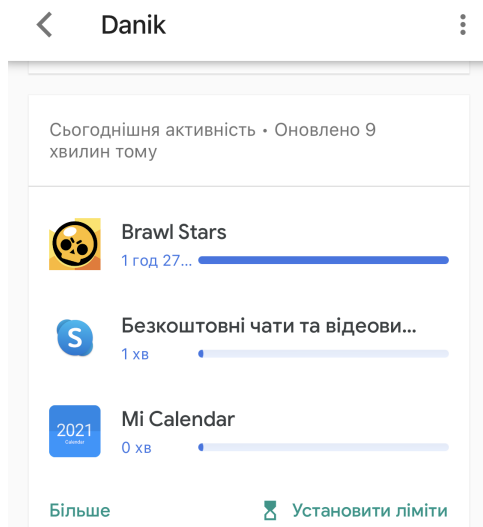 Danik
Сьогоднішня активність • Оновлено 9
хвилин тому
Brawl Stars
1 год 27...
S
Безкоштовні чати та відеови...
1 хв
2021
Calendar
Mi Calendar
0 хв
Більше
Установити ліміти